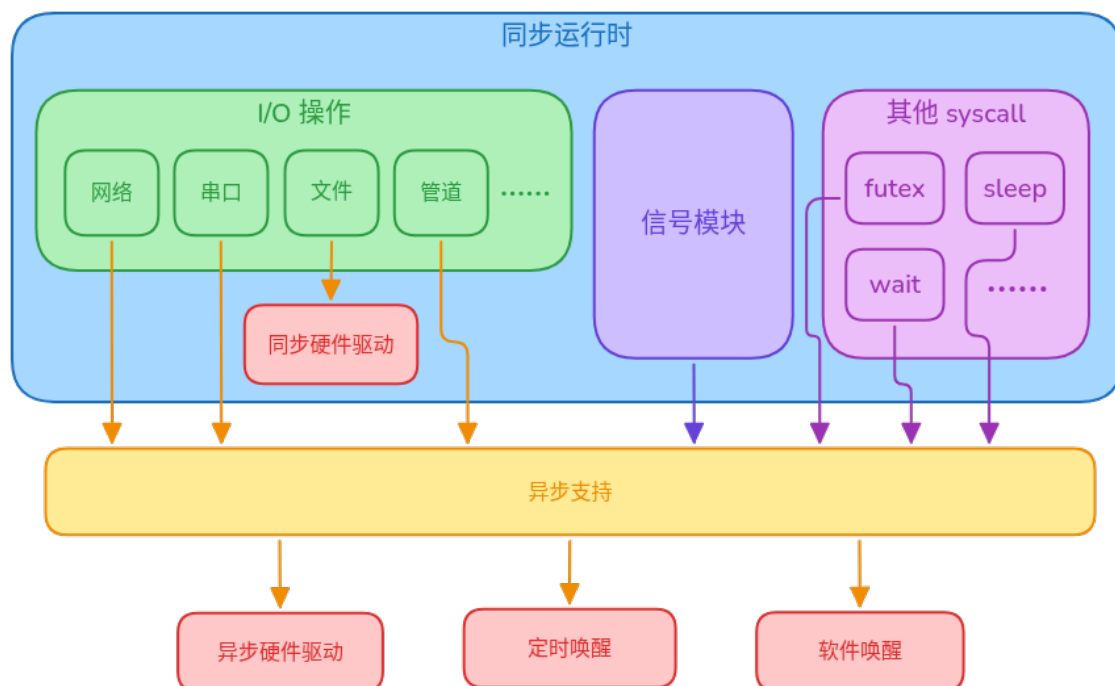 同步运行时
I/O 操作
网络
串口
文件
管道
······
同步硬件驱动
信号模块
其他 syscall
futex
sleep
wait
······
异步支持
异步硬件驱动
定时唤醒
软件唤醒